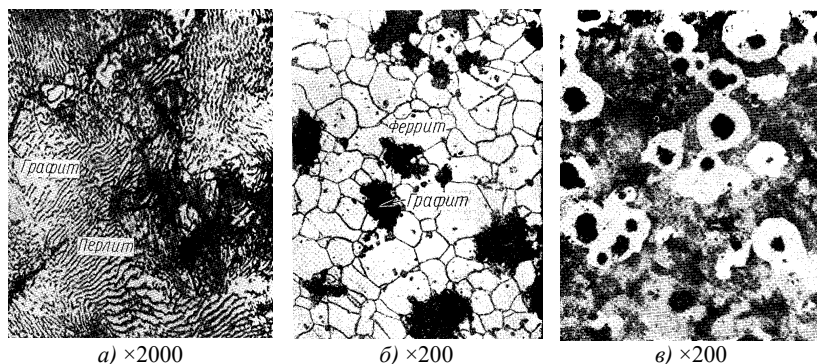 Графит
Перлит
феррит
Графит
а) ×2000
б) ×200
в) ×200